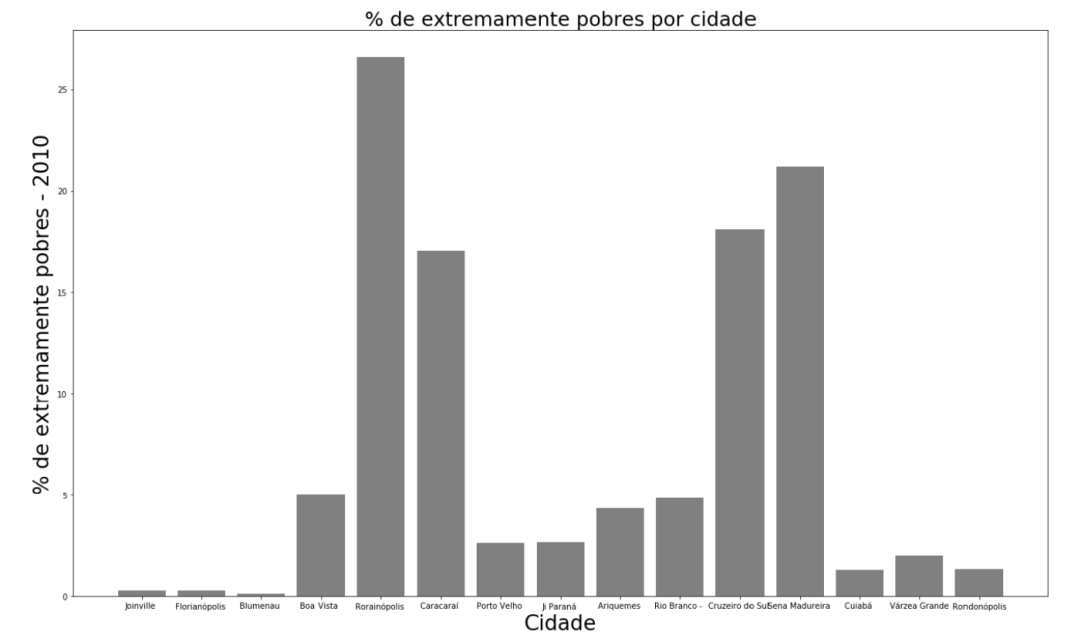 % de extremamente pobres por cidade
% de extremamente pobres - 2010
25
20
15
10
5
0
Joinville Florianópolis Blumenau Boa Vista Rorainópolis Caracaraí Porto Velho Ji Paraná Ariquemes Rio Branco - Cruzeiro do Sul Sena Madureira Cuiabá Várzea Grande Rondonópolis
Cidade